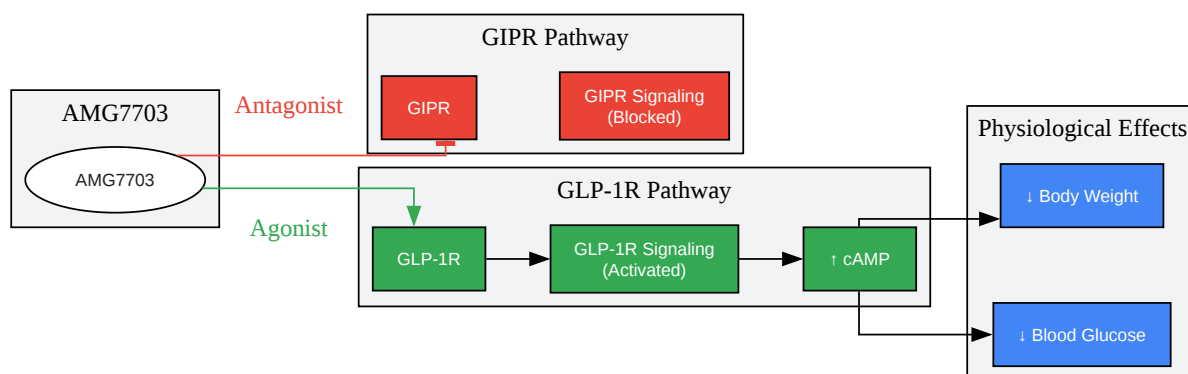 AMG7703
AMG7703
Antagonist
Agonist
GIPR Pathway
GIPR
GIPR Signaling
(Blocked)
GLP-1R Pathway
GLP-1R
GLP-1R Signaling
(Activated)
↑ cAMP
Physiological Effects
↓ Body Weight
↓ Blood Glucose